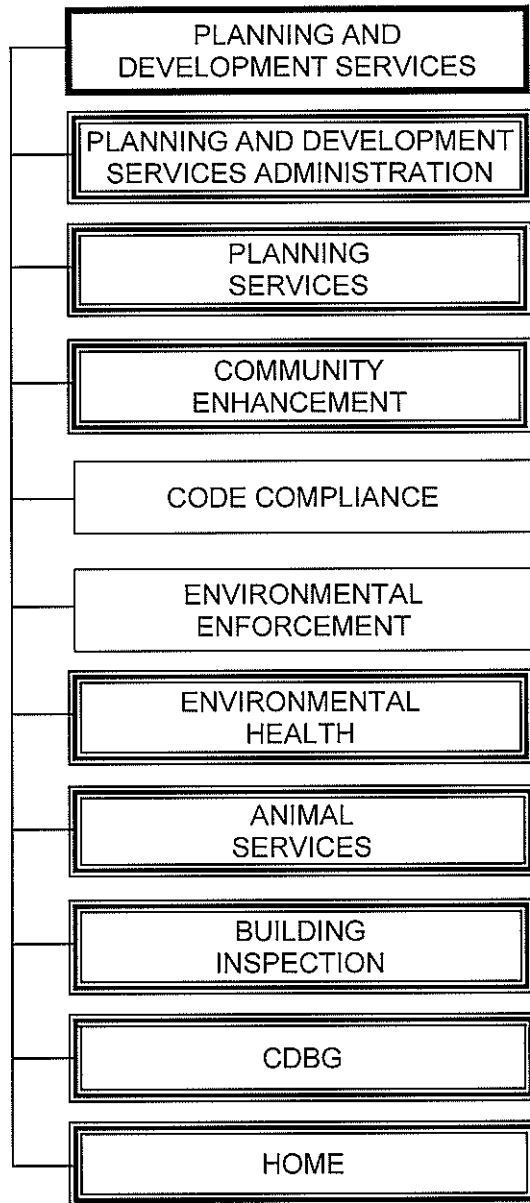 PLANNING AND
DEVELOPMENT SERVICES
PLANNING AND DEVELOPMENT
SERVICES ADMINISTRATION
PLANNING
SERVICES
COMMUNITY
ENHANCEMENT
CODE COMPLIANCE
ENVIRONMENTAL
ENFORCEMENT
ENVIRONMENTAL
HEALTH
ANIMAL
SERVICES
BUILDING
INSPECTION
CDBG
HOME